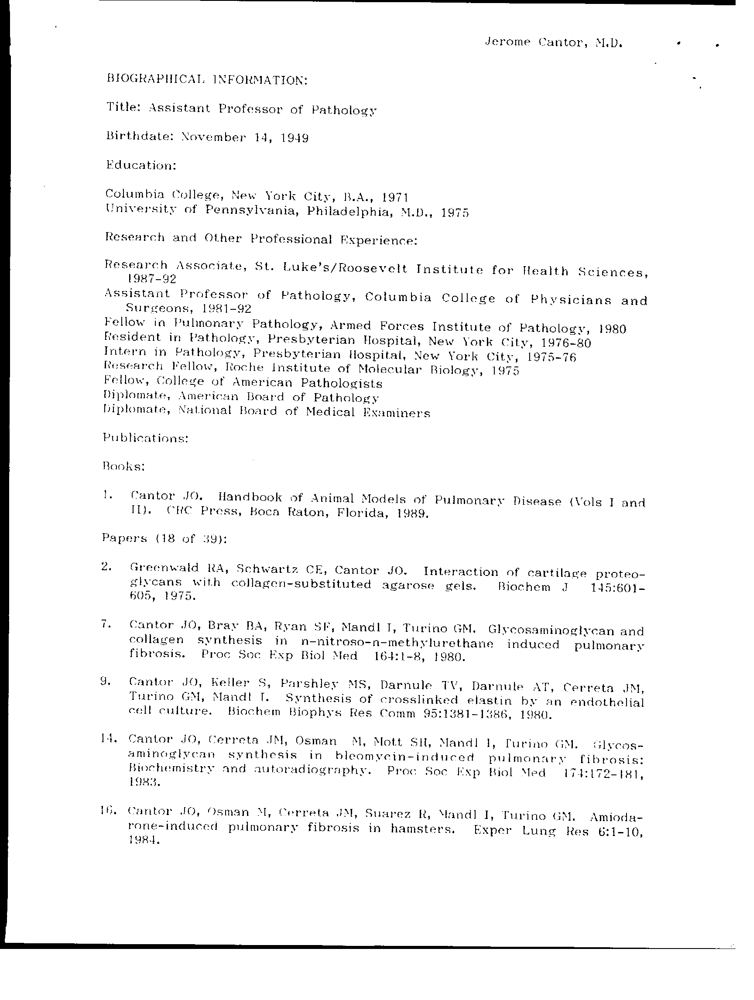 Jerome Cantor, M.D.
BIOGRAPHICAL INFORMATION:
Title: Assistant Professor of Pathology
Birthdate: November 14, 1949
Education:
Columbia College, New York City, B.A., 1971
University of Pennsylvania, Philadelphia, M.D., 1975
Research and Other Professional Experience:
Research Associate, St. Luke's/Roosevelt Institute for Health Sciences,
1987-92
Assistant Professor of Pathology, Columbia College of Physicians and
Surgeons, 1981-92
Fellow in Pulmonary Pathology, Armed Forces Institute of Pathology, 1980
Resident in Pathology, Presbyterian Hospital, New York City, 1976-80
Intern in Pathology, Presbyterian Hospital, New York City, 1975-76
Research Fellow, Roche Institute of Molecular Biology, 1975
Fellow, College of American Pathologists
Diplomate, American Board of Pathology
Diplomate, National Board of Medical Examiners
Publications:
Books:
1. Cantor JO. Handbook of Animal Models of Pulmonary Disease (Vols I and
II). CRC Press, Boca Raton, Florida, 1989.
Papers (18 of 39):
2. Greenwald RA, Schwartz CE, Cantor JO. Interaction of cartilage proteo-
glycans with collagen-substituted agarose gels. Biochem J 145:601-
605, 1975.
7. Cantor JO, Bray BA, Ryan SF, Mandl I, Turino GM. Glycosaminoglycan and
collagen synthesis in n-nitroso-n-methylurethane induced pulmonary
fibrosis. Proc Soc Exp Biol Med 164:1-8, 1980.
9. Cantor JO, Keller S, Parshley MS, Darnule TV, Darnule AT, Cerreta JM,
Turino GM, Mandl I. Synthesis of crosslinked elastin by an endothelial
cell culture. Biochem Biophys Res Comm 95:1381-1386, 1980.
14. Cantor JO, Cerreta JM, Osman M, Mott SH, Mandl I, Turino GM. Glycos-
aminoglycan synthesis in bleomycin-induced pulmonary fibrosis:
Biochemistry and autoradiography. Proc Soc Exp Biol Med 174:172-181,
1983.
16. Cantor JO, Osman M, Cerreta JM, Suarez R, Mandl I, Turino GM. Amioda-
rone-induced pulmonary fibrosis in hamsters. Exper Lung Res 6:1-10,
1984.